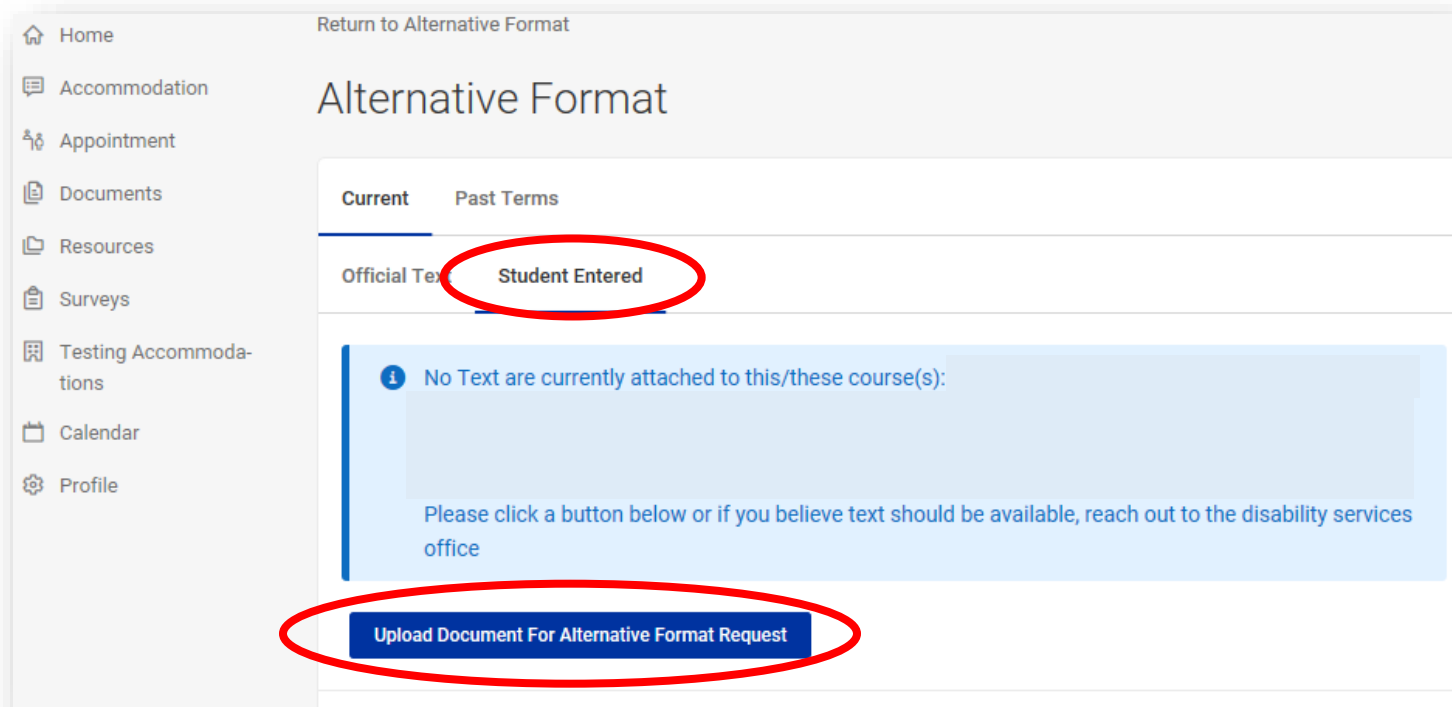 Home
Accommodation
Appointment
Documents
Resources
Surveys
Testing Accommoda-
tions
Calendar
Profile
Return to Alternative Format
Alternative Format
Current Past Terms
Official Text Student Entered
No Text are currently attached to this/these course(s):
Please click a button below or if you believe text should be available, reach out to the disability services
office
Upload Document For Alternative Format Request